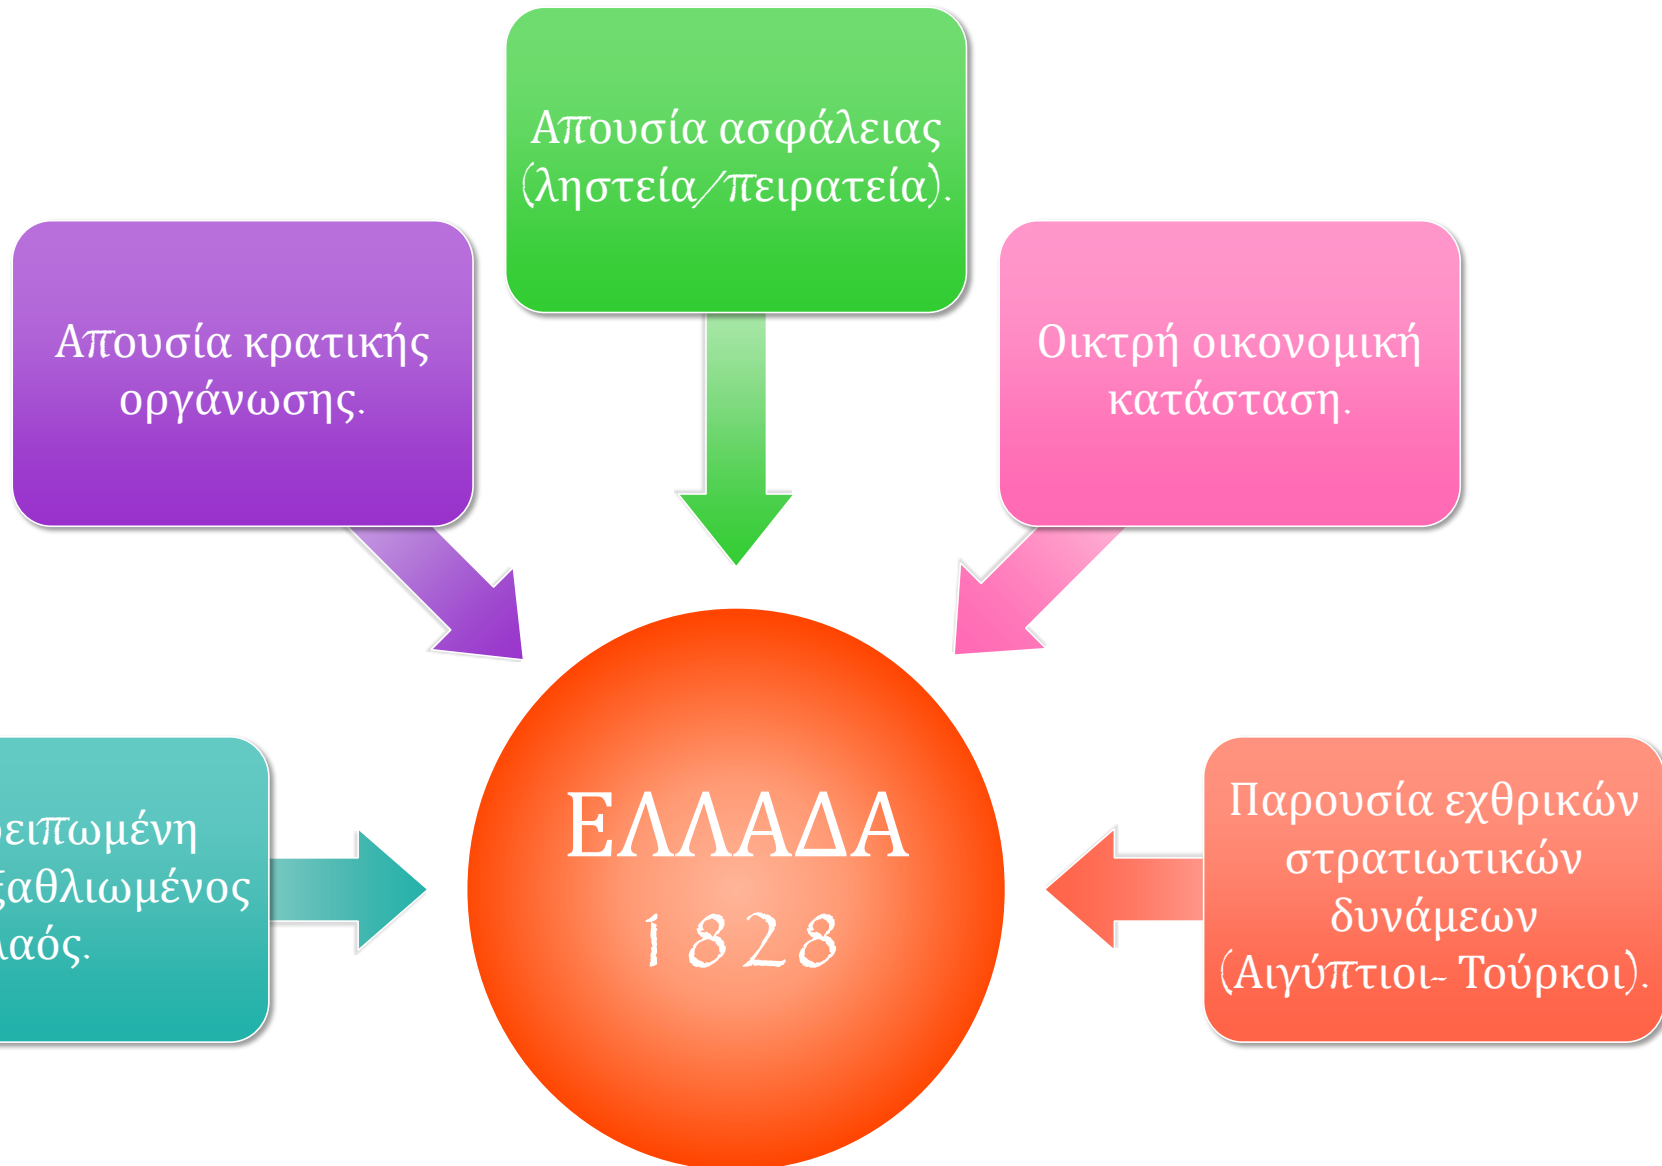 Απουσία ασφάλειας
(ληστεία/πειρατεία).
Απουσία κρατικής
οργάνωσης.
Οικτρή οικονομική
κατάσταση.
ΕΛΛΑΔΑ
1828
Παρουσία εχθρικών
στρατιωτικών
δυνάμεων
(Αιγύπτιοι- Τούρκοι).